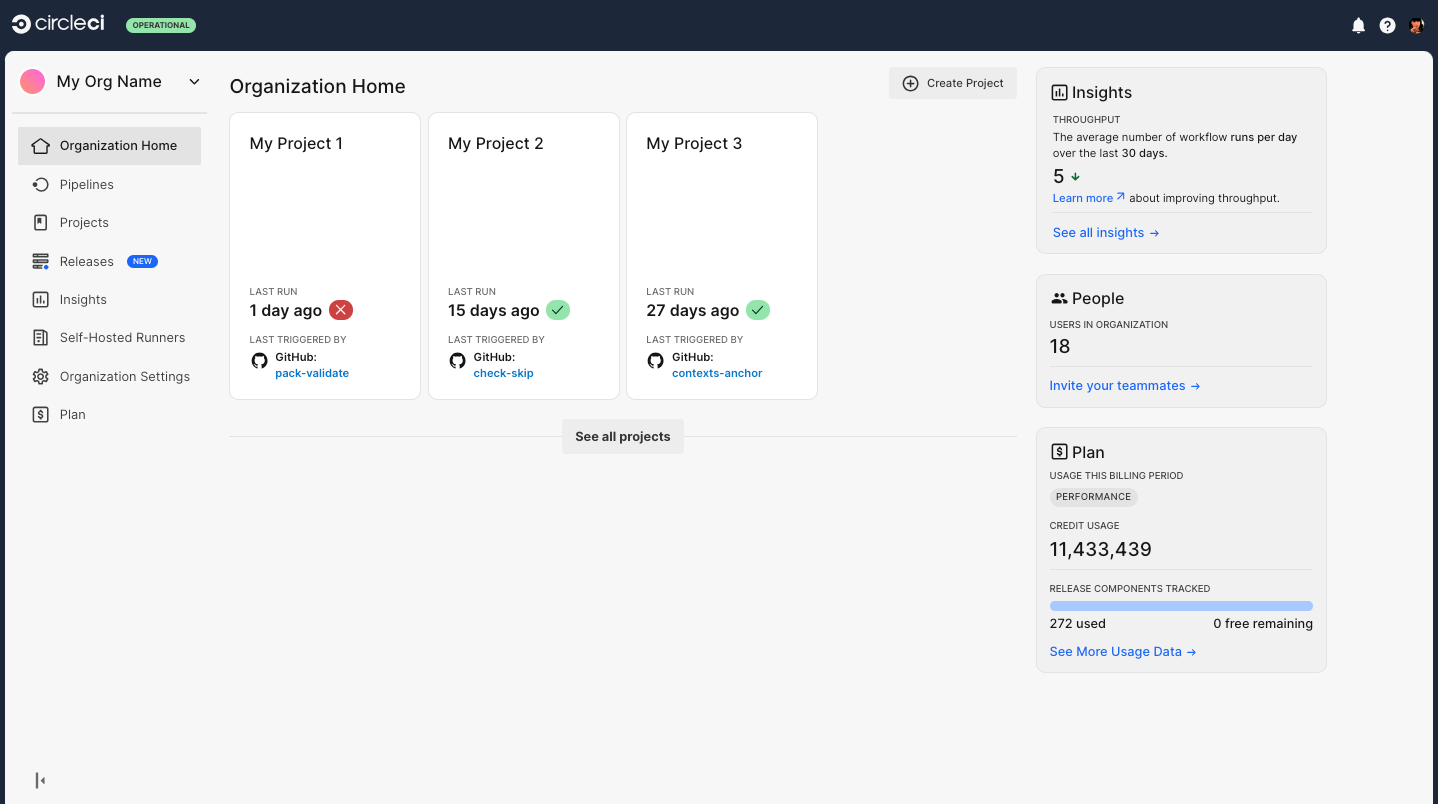 circleci
OPERATIONAL
My Org Name
Organization Home
Pipelines
Projects
Releases NEW
Insights
Self-Hosted Runners
Organization Settings
Plan
Organization Home
Create Project
My Project 1
LAST RUN
1 day ago
LAST TRIGGERED BY
GitHub:
pack-validate
My Project 2
LAST RUN
15 days ago
LAST TRIGGERED BY
GitHub:
check-skip
My Project 3
LAST RUN
27 days ago
LAST TRIGGERED BY
GitHub:
contexts-anchor
See all projects
Insights
THROUGHPUT
The average number of workflow runs per day
over the last 30 days.
5 ↓
Learn more ↗ about improving throughput.
See all insights →
People
USERS IN ORGANIZATION
18
Invite your teammates →
Plan
USAGE THIS BILLING PERIOD
PERFORMANCE
CREDIT USAGE
11,433,439
RELEASE COMPONENTS TRACKED
272 used 0 free remaining
See More Usage Data →